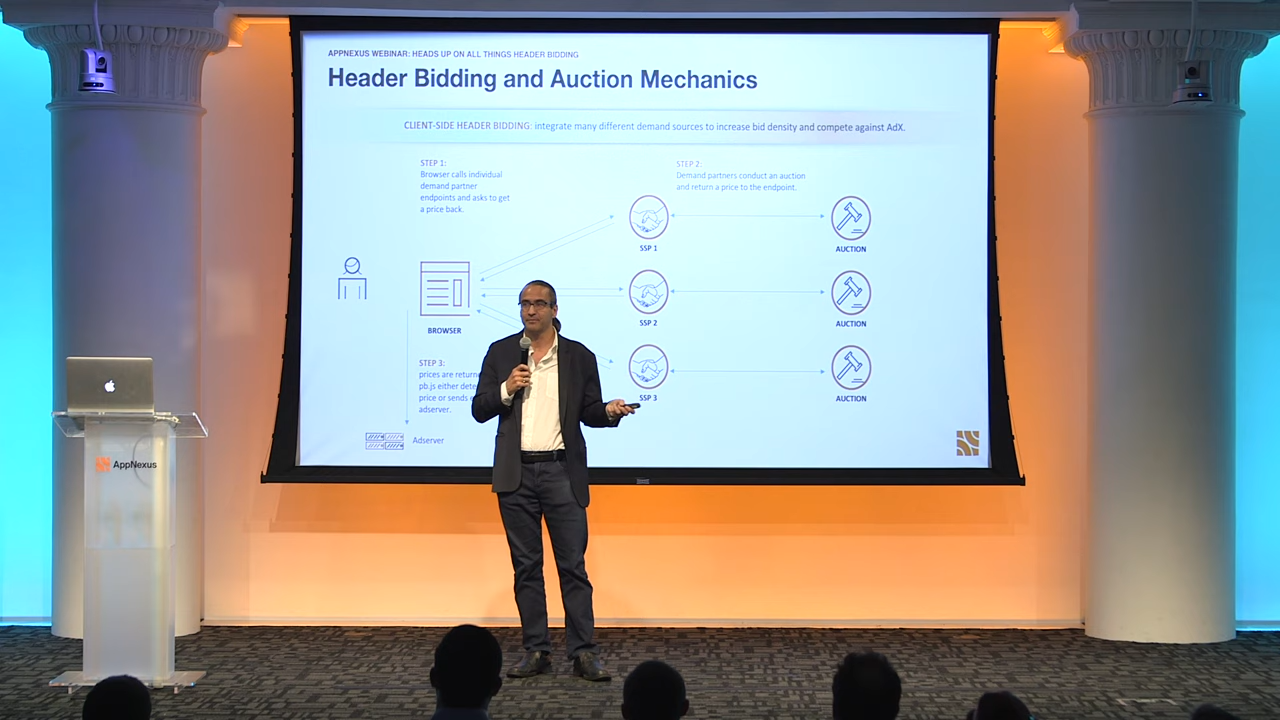 APPNEXUS WEBINAR: HEADS UP ON ALL THINGS HEADER BIDDING
Header Bidding and Auction Mechanics
CLIENT-SIDE HEADER BIDDING: integrate many different demand sources to increase bid density and compete against AdX.
STEP 1:
Browser calls individual
demand partner
endpoints and asks to get
a price back.
STEP 2:
Demand partners conduct an auction
and return a price to the endpoint.
SSP 1
AUCTION
SSP 2
AUCTION
BROWSER
STEP 3:
prices are
pb.js either
price or sends
adserver.
SSP 3
AUCTION
Adserver
AppNexus